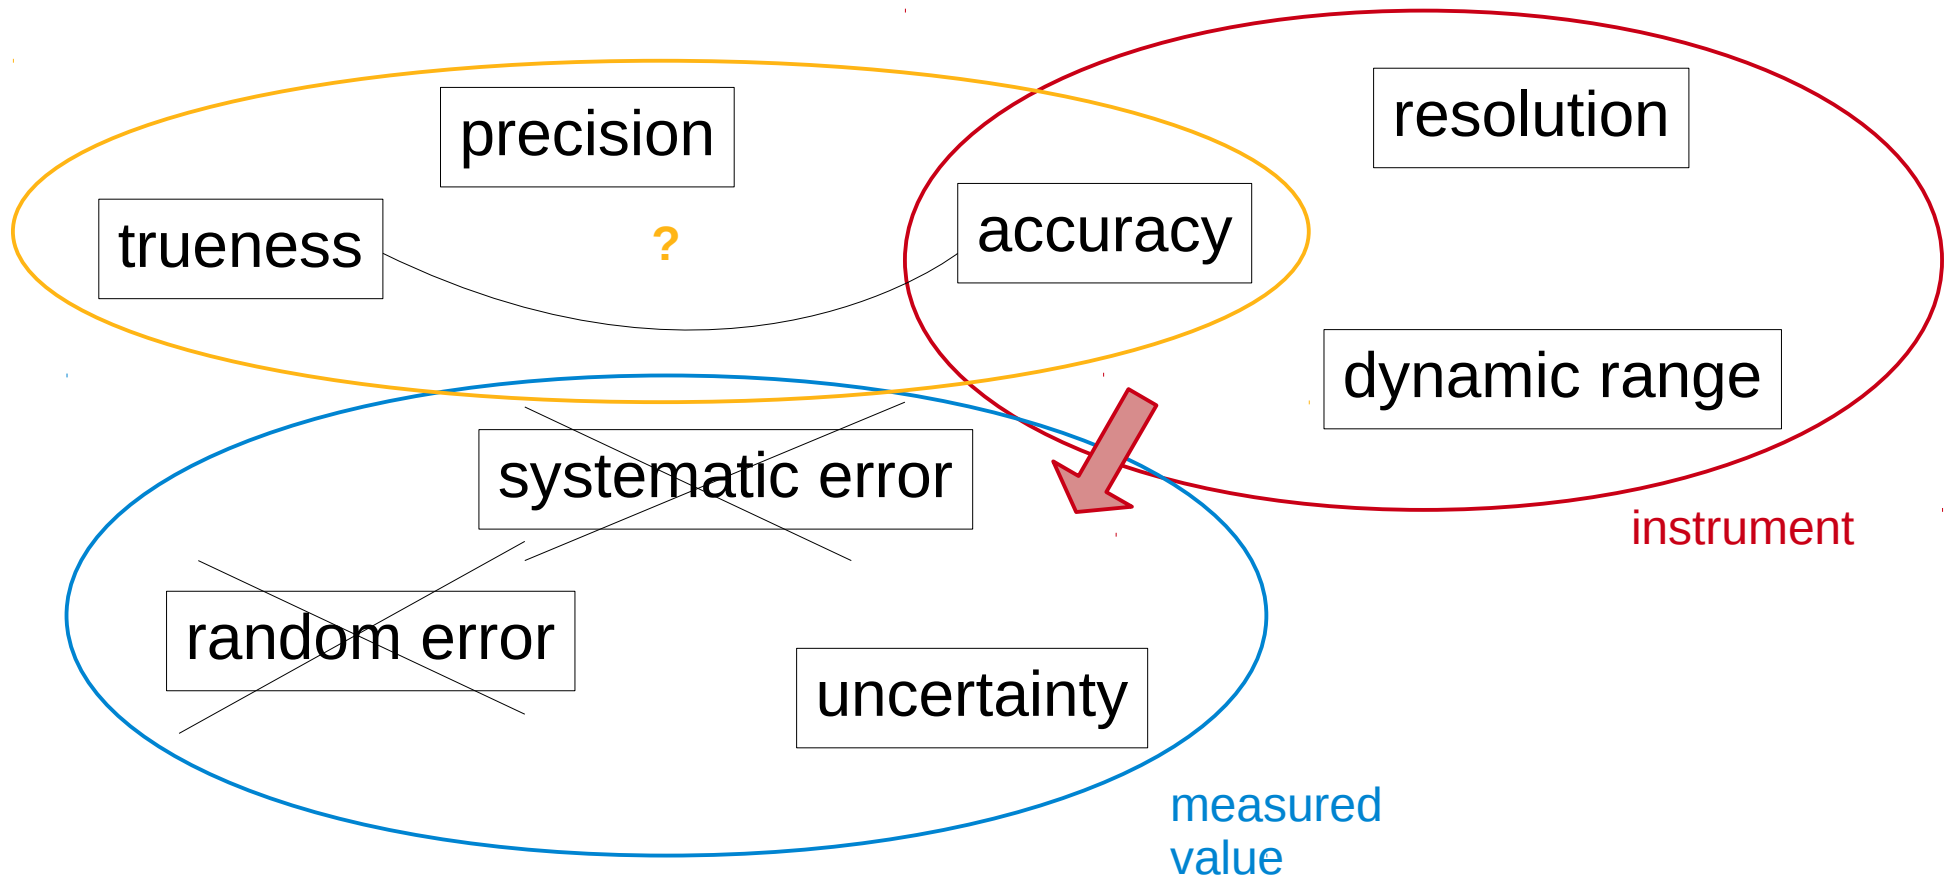 precision
resolution
trueness
?
accuracy
dynamic range
systematic error
instrument
random error
uncertainty
measured
value